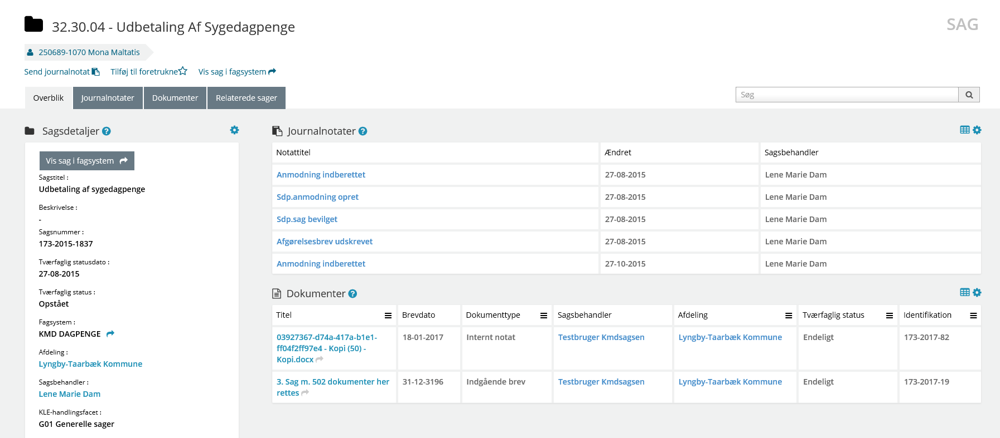 32.30.04 - Udbetaling Af Sygedagpenge
SAG
250689-1070 Mona Maltatis
Send journalnotat Tilføj til foretrukne Vis sag i fagsystem
Overblik Journalnotater Dokumenter Relaterede sager
Søg
Sagsdetaljer
Vis sag i fagsystem
Sagstitel :
Udbetaling af sygedagpenge
Beskrivelse :
-
Sagsnummer :
173-2015-1837
Tværfaglig statusdato :
27-08-2015
Tværfaglig status :
Opstået
Fagsystem :
KMD DAGPENGE
Afdeling :
Lyngby-Taarbæk Kommune
Sagsbehandler :
Lene Marie Dam
KLE-handlingsfacet :
G01 Generelle sager
Journalnotater
Notattitel Ændret Sagsbehandler
Anmodning indberettet 27-08-2015 Lene Marie Dam
Sdp.anmodning opret 27-08-2015 Lene Marie Dam
Sdp.sag bevilget 27-08-2015 Lene Marie Dam
Afgørelsesbrev udskrevet 27-08-2015 Lene Marie Dam
Anmodning indberettet 27-10-2015 Lene Marie Dam
Dokumenter
Titel Brevdato Dokumenttype Sagsbehandler Afdeling Tværfaglig status Identifikation
03927367-d74a-417a-b1e1- 18-01-2017 Internt notat Testbruger Kmdsagsen Lyngby-Taarbæk Kommune Endeligt 173-2017-82
ff04f2ff97e4 - Kopi (50) -
Kopi.docx
3. Sag m. 502 dokumenter her 31-12-3196 Indgående brev Testbruger Kmdsagsen Lyngby-Taarbæk Kommune Endeligt 173-2017-19
rettes